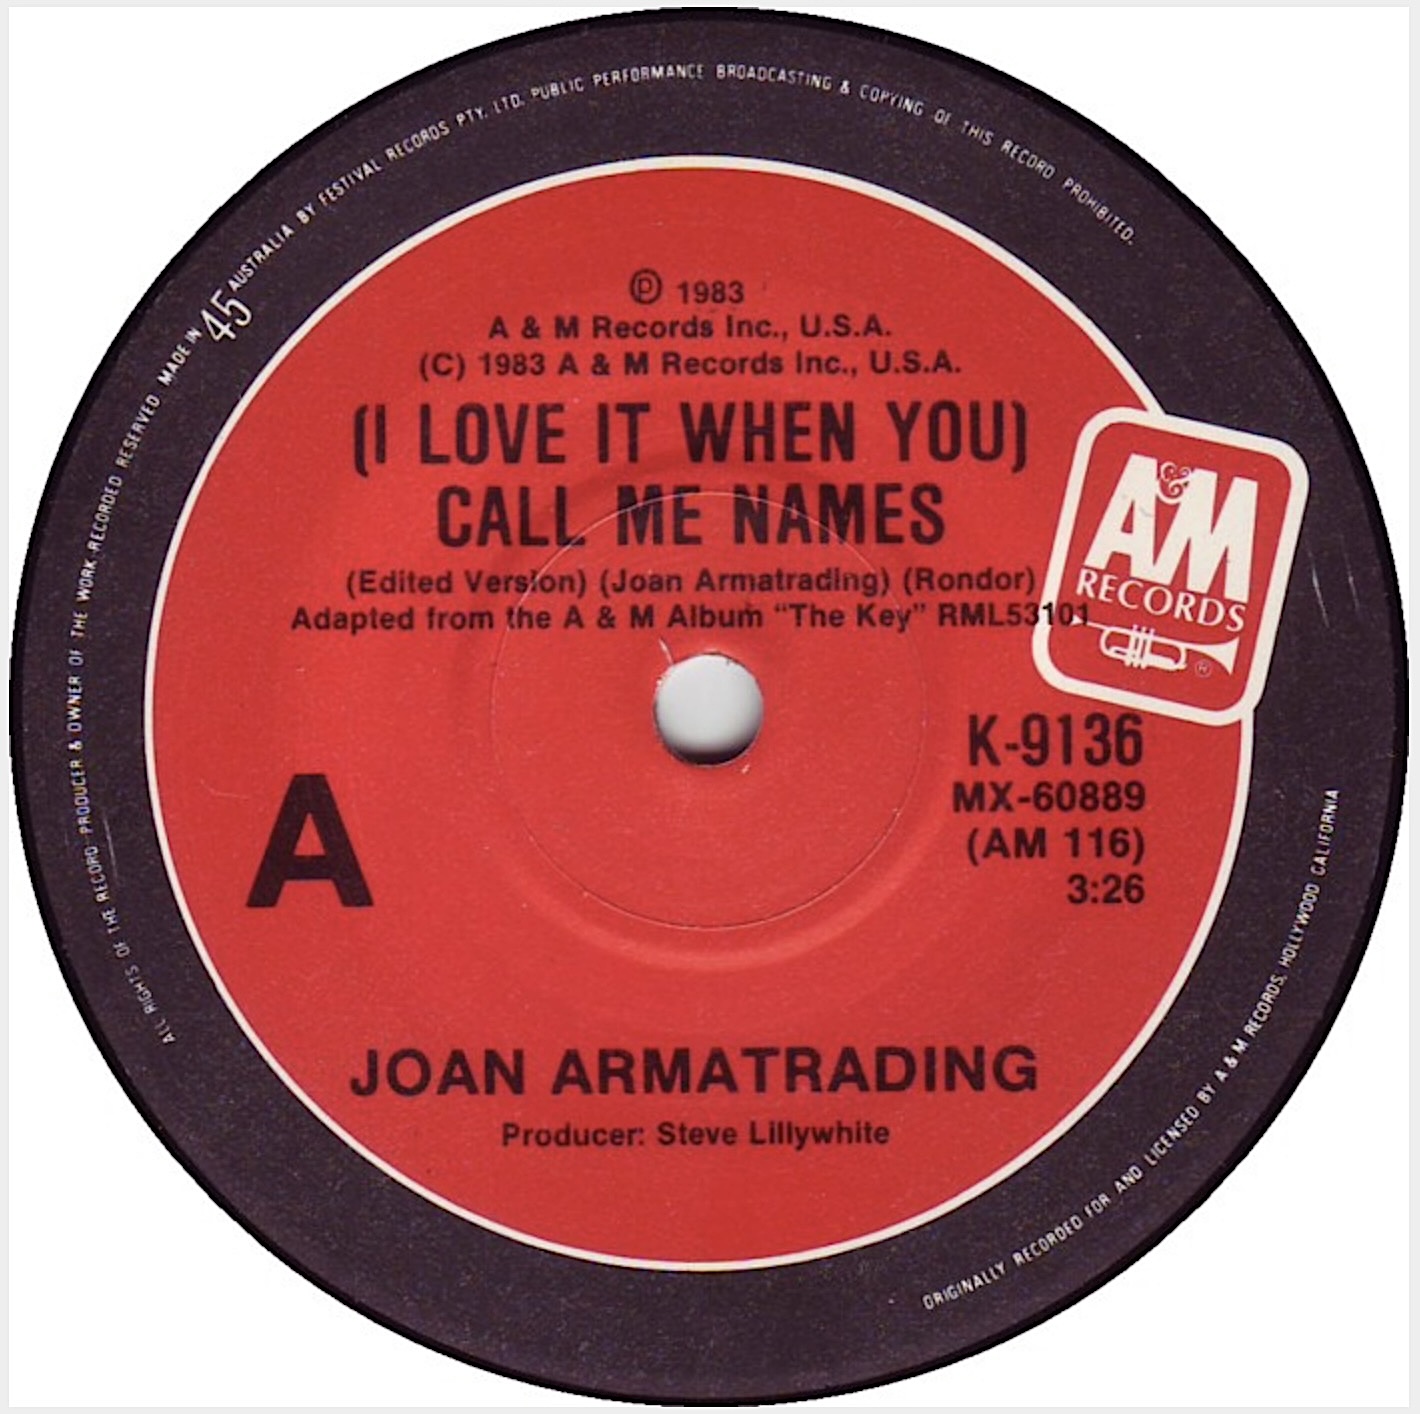 ALL RIGHTS OF THE RECORD PRODUCER & OWNER OF THE WORK RECORDED RESERVED MADE IN AUSTRALIA BY FESTIVAL RECORDS PTY. LTD. PUBLIC PERFORMANCE BROADCASTING & COPYING OF THIS RECORD PROHIBITED.
45
℗ 1983
A & M Records Inc., U.S.A.
(C) 1983 A & M Records Inc., U.S.A.
(I LOVE IT WHEN YOU)
CALL ME NAMES
(Edited Version) (Joan Armatrading) (Rondor)
Adapted from the A & M Album “The Key” RML53101
A&M
RECORDS
®
K-9136
MX-60889
(AM 116)
3:26
A
JOAN ARMATRADING
Producer: Steve Lillywhite
ORIGINALLY RECORDED FOR AND LICENSED BY A & M RECORDS, HOLLYWOOD CALIFORNIA